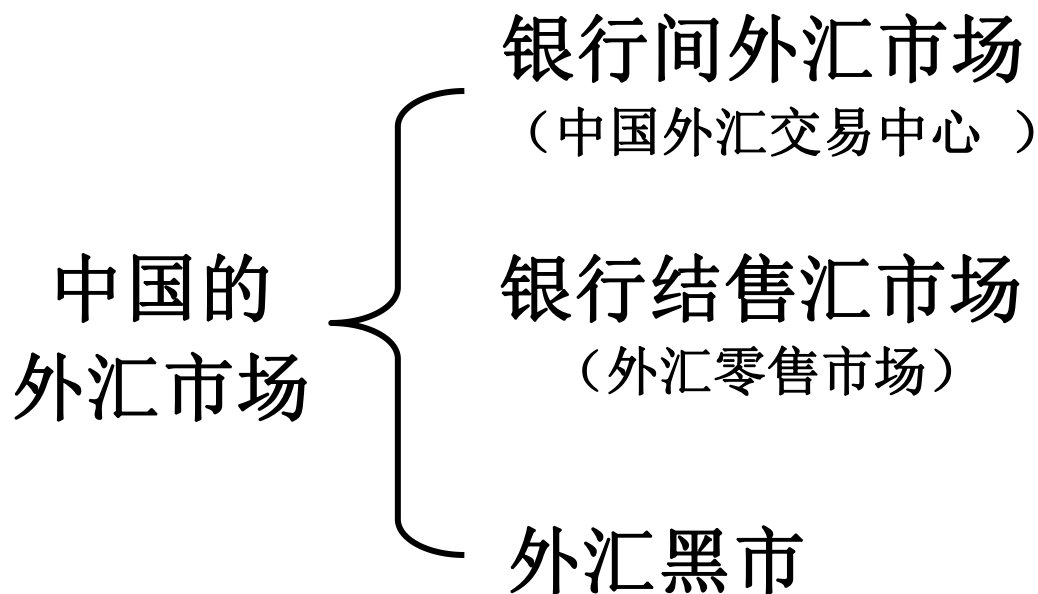 银行间外汇市场
（中国外汇交易中心 ）
中国的
外汇市场
银行结售汇市场
（外汇零售市场）
外汇黑市